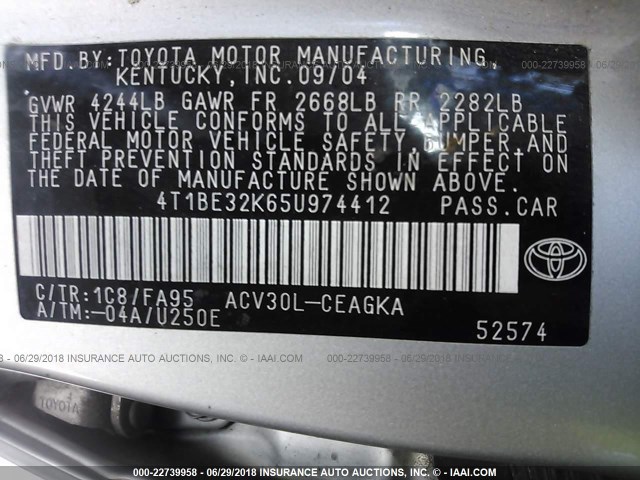 MFD. BY: TOYOTA MOTOR MANUFACTURING
KENTUCKY, INC. 09/04
GVWR 4244LB GAWR FR 2668LB RR 2282LB
THIS VEHICLE CONFORMS TO ALL APPLICABLE
FEDERAL MOTOR VEHICLE SAFETY, BUMPER, AND
THEFT PREVENTION STANDARDS IN EFFECT ON
THE DATE OF MANUFACTURE SHOWN ABOVE.
4T1BE32K65U974412 PASS. CAR
C/TR: 1C8/FA95 ACV30L-CEAGKA
A/TM: -04A/U250E
52574
TOYOTA
000-22739958 - 06/29/2018 INSURANCE AUTO AUCTIONS, INC. © - IAAI.COM